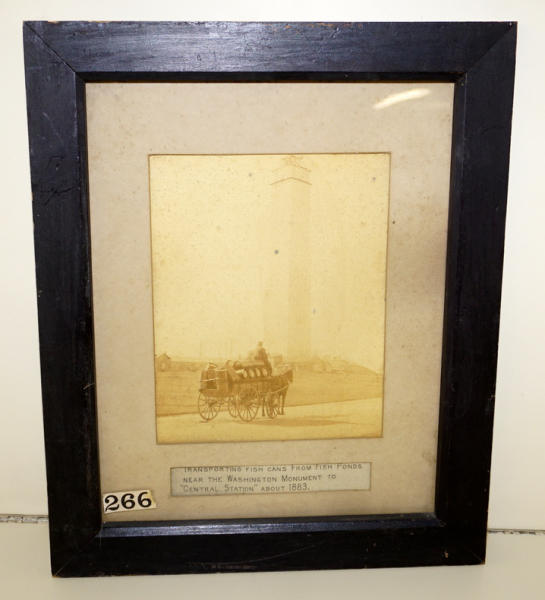 TRANSPORTING FISH CANS FROM FISH PONDS
NEAR THE WASHINGTON MONUMENT TO
"CENTRAL STATION" ABOUT 1883.
266